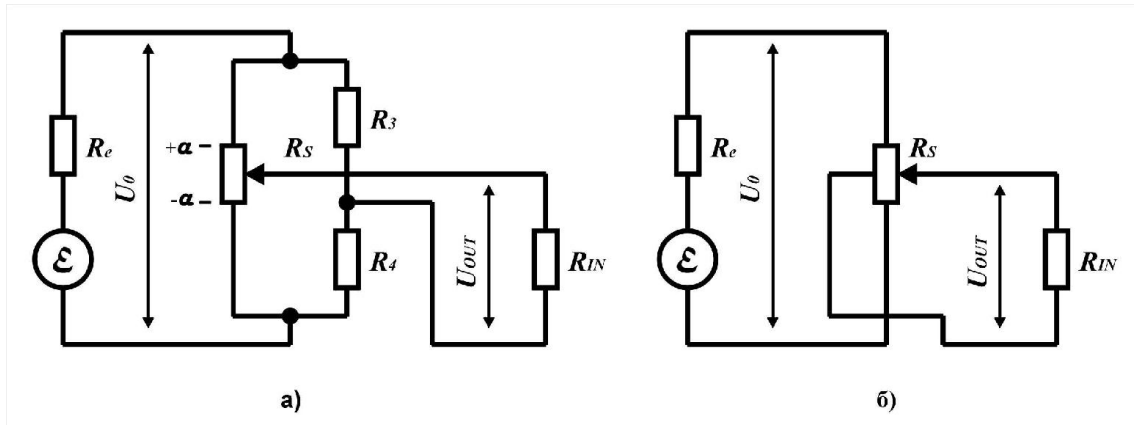 Re
ℰ
U0
+α
-α
RS
R3
R4
UOUT
RIN
a)
Re
ℰ
U0
RS
UOUT
RIN
б)